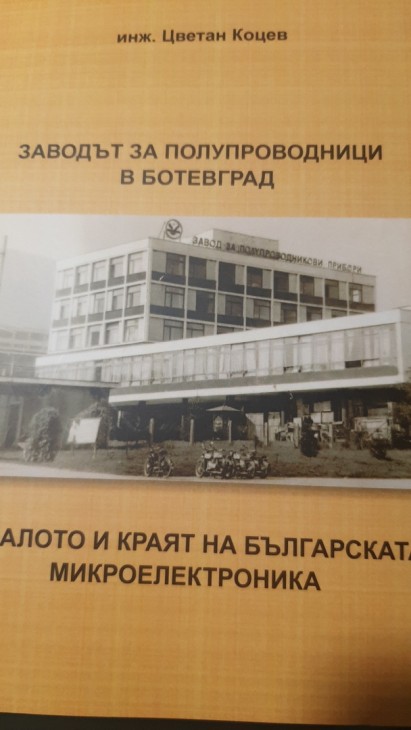 инж. Цветан Коцев
ЗАВОДЪТ ЗА ПОЛУПРОВОДНИЦИ
В БОТЕВГРАД
ЗАВОД ЗА ПОЛУПРОВОДНИКОВИ ПРИБОРИ
АЛОТО И КРАЯТ НА БЪЛГАРСКАТА
МИКРОЕЛЕКТРОНИКА